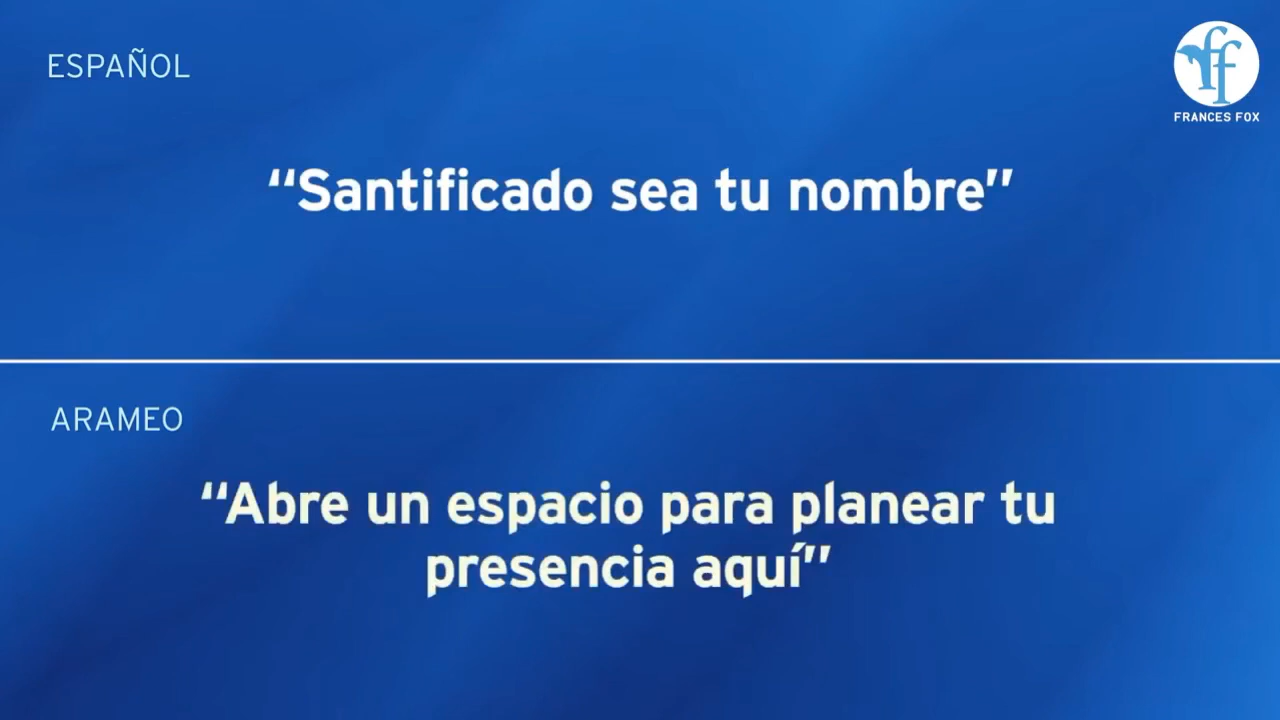 ESPAÑOL
FRANCES FOX
“Santificado sea tu nombre”
ARAMEO
“Abre un espacio para planear tu
presencia aquí”